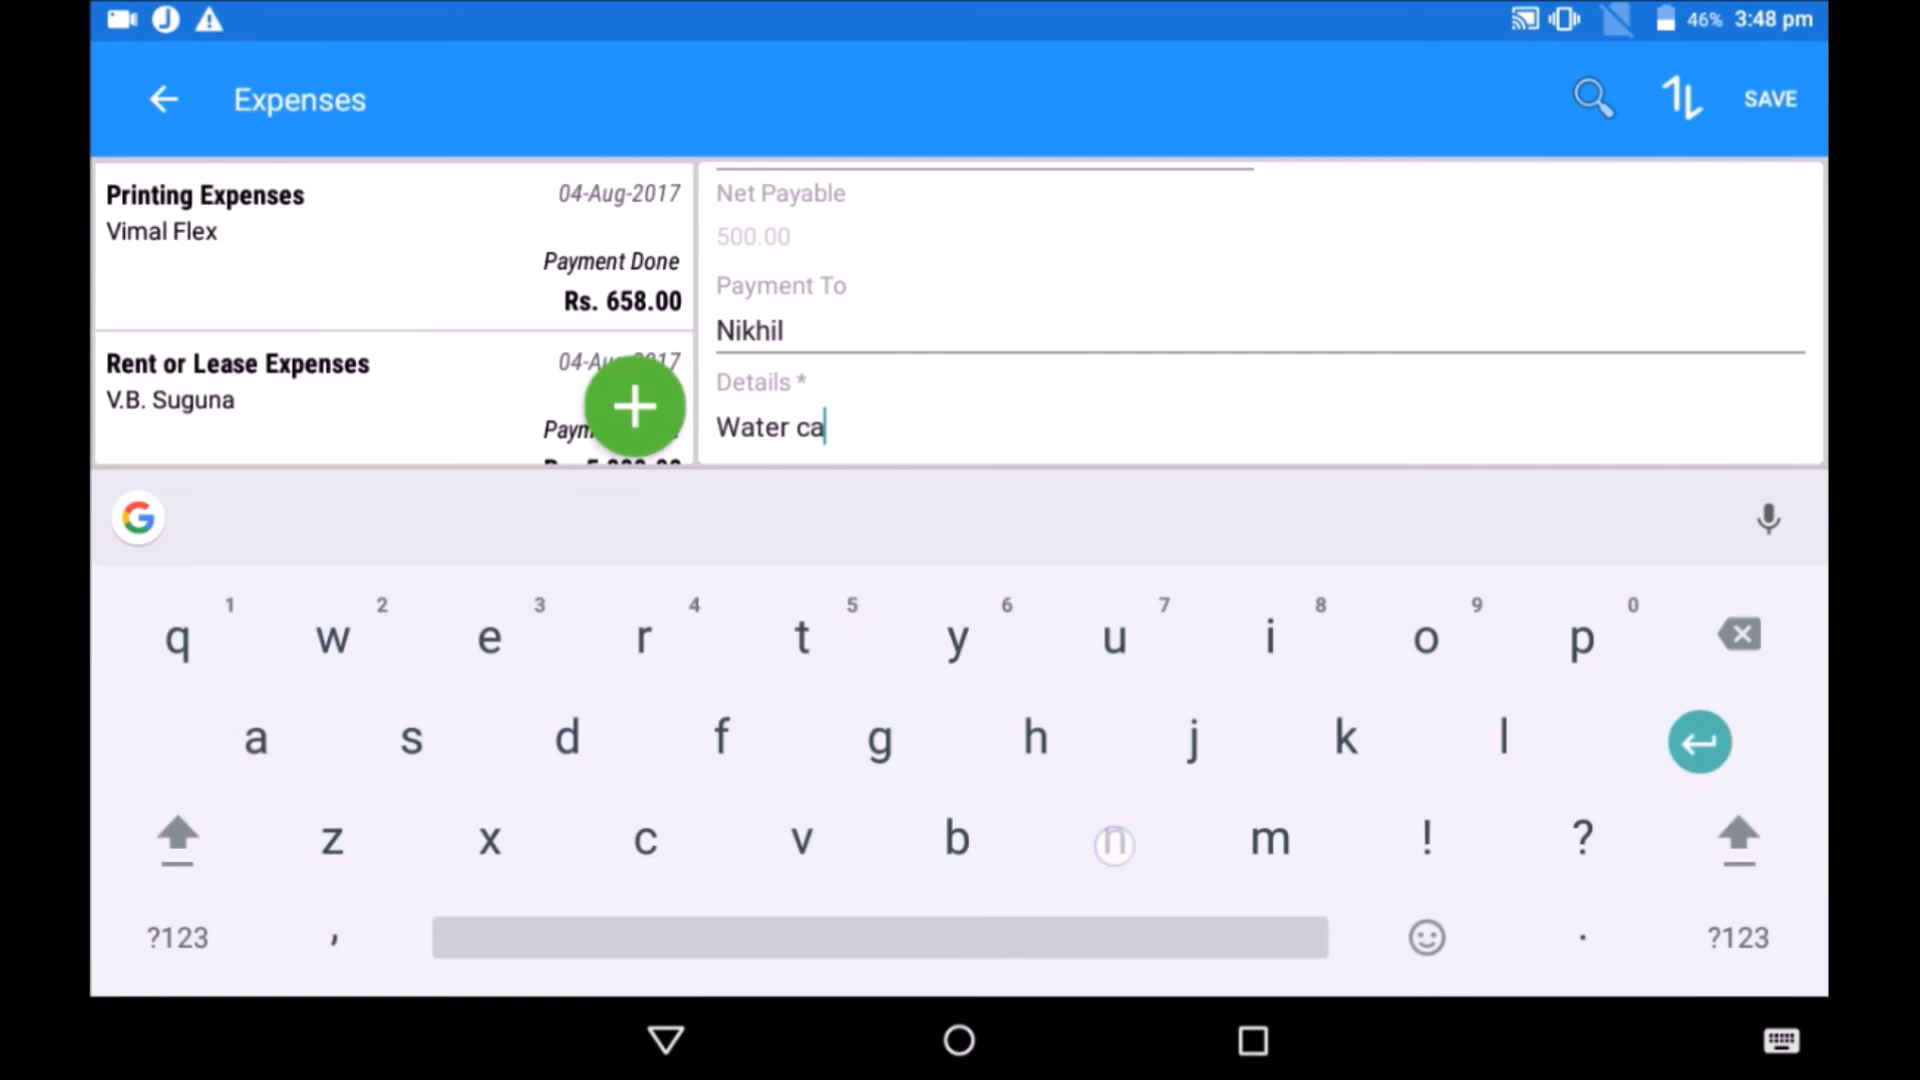 46% 3:48 pm
Expenses
SAVE
Printing Expenses
04-Aug-2017
Vimal Flex
Payment Done
Rs. 658.00
Rent or Lease Expenses
V.B. Suguna
Net Payable
500.00
Payment To
Nikhil
Details *
Water ca
1 2 3 4 5 6 7 8 9 0
q w e r t y u i o p
a s d f g h j k l
z x c v b n m ! ?
?123 , . ?123